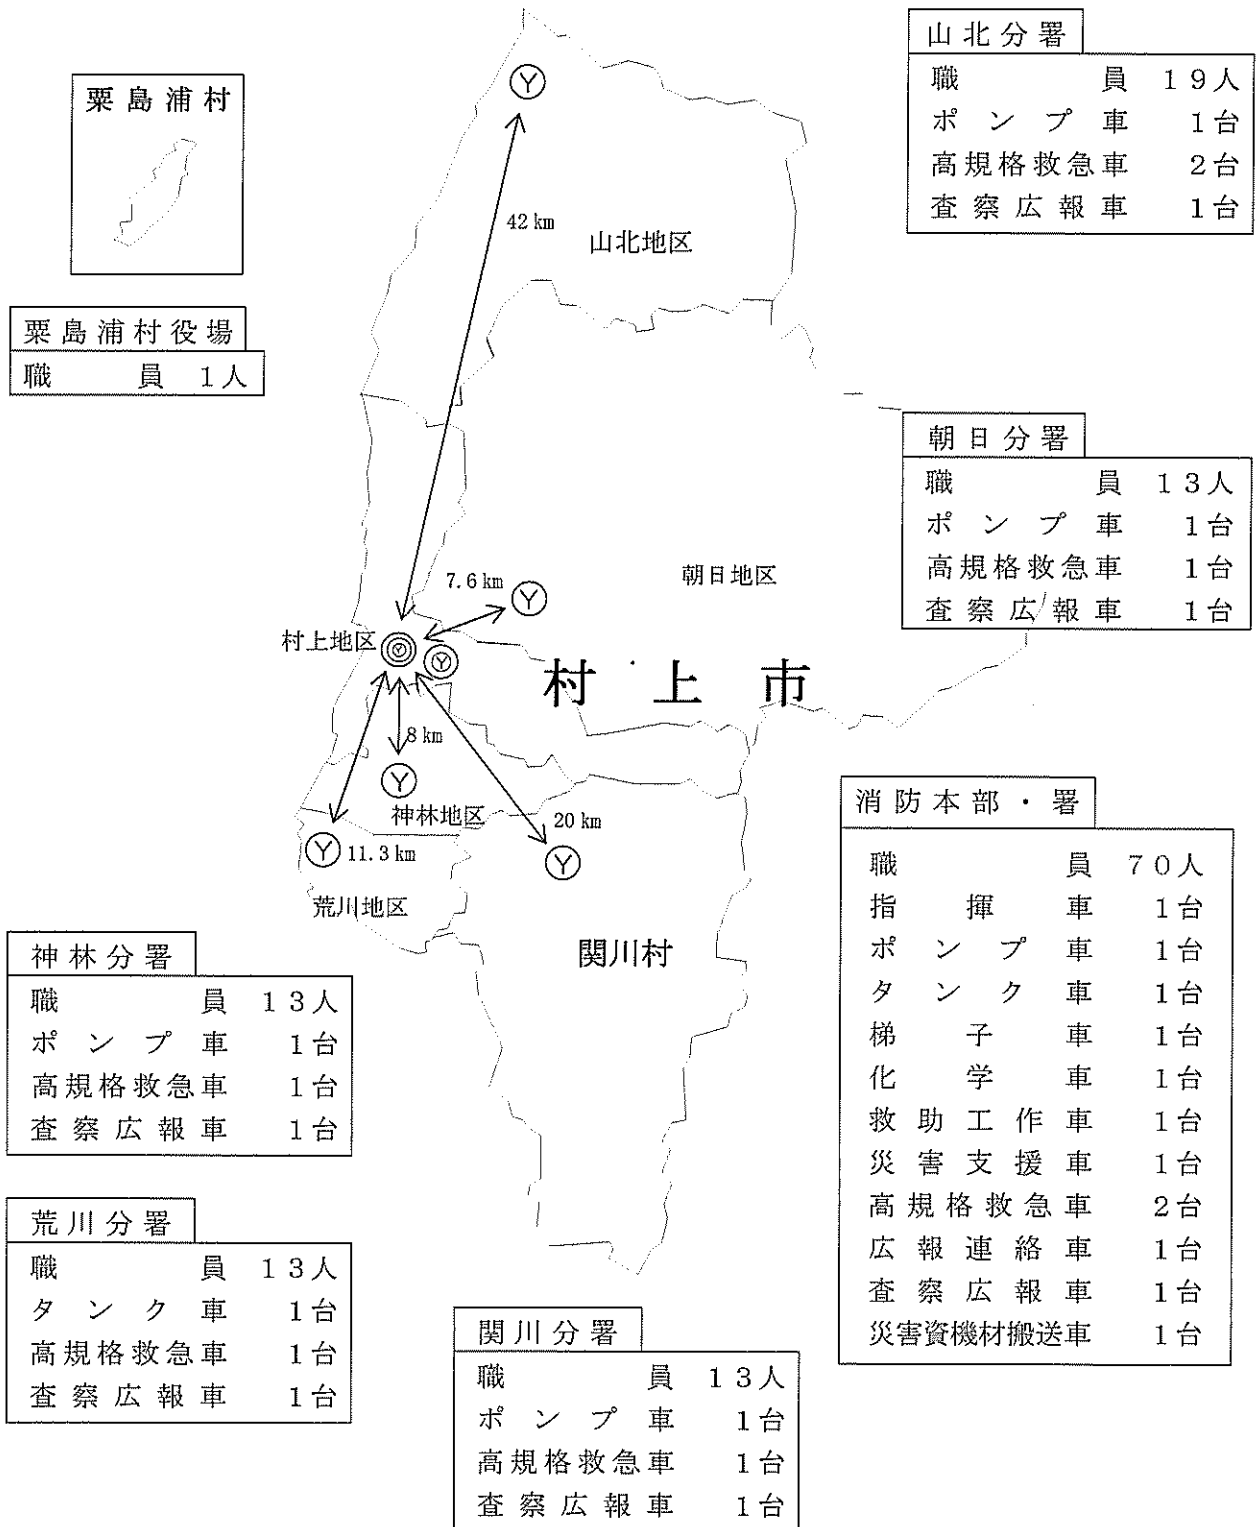 山北分署
職員 19人
ポンプ車 1台
高規格救急車 2台
査察広報車 1台
粟島浦村
粟島浦村役場
職員 1人
42km
山北地区
朝日分署
職員 13人
ポンプ車 1台
高規格救急車 1台
査察広報車 1台
7.6km
朝日地区
村上地区
村上市
8km
神林地区
20km
11.3km
荒川地区
関川村
消防本部・署
職員 70人
指揮車 1台
ポンプ車 1台
タンク車 1台
梯子車 1台
化学車 1台
救助工作車 1台
災害支援車 1台
高規格救急車 2台
広報連絡車 1台
査察広報車 1台
災害資機材搬送車 1台
神林分署
職員 13人
ポンプ車 1台
高規格救急車 1台
査察広報車 1台
荒川分署
職員 13人
タンク車 1台
高規格救急車 1台
査察広報車 1台
関川分署
職員 13人
ポンプ車 1台
高規格救急車 1台
査察広報車 1台